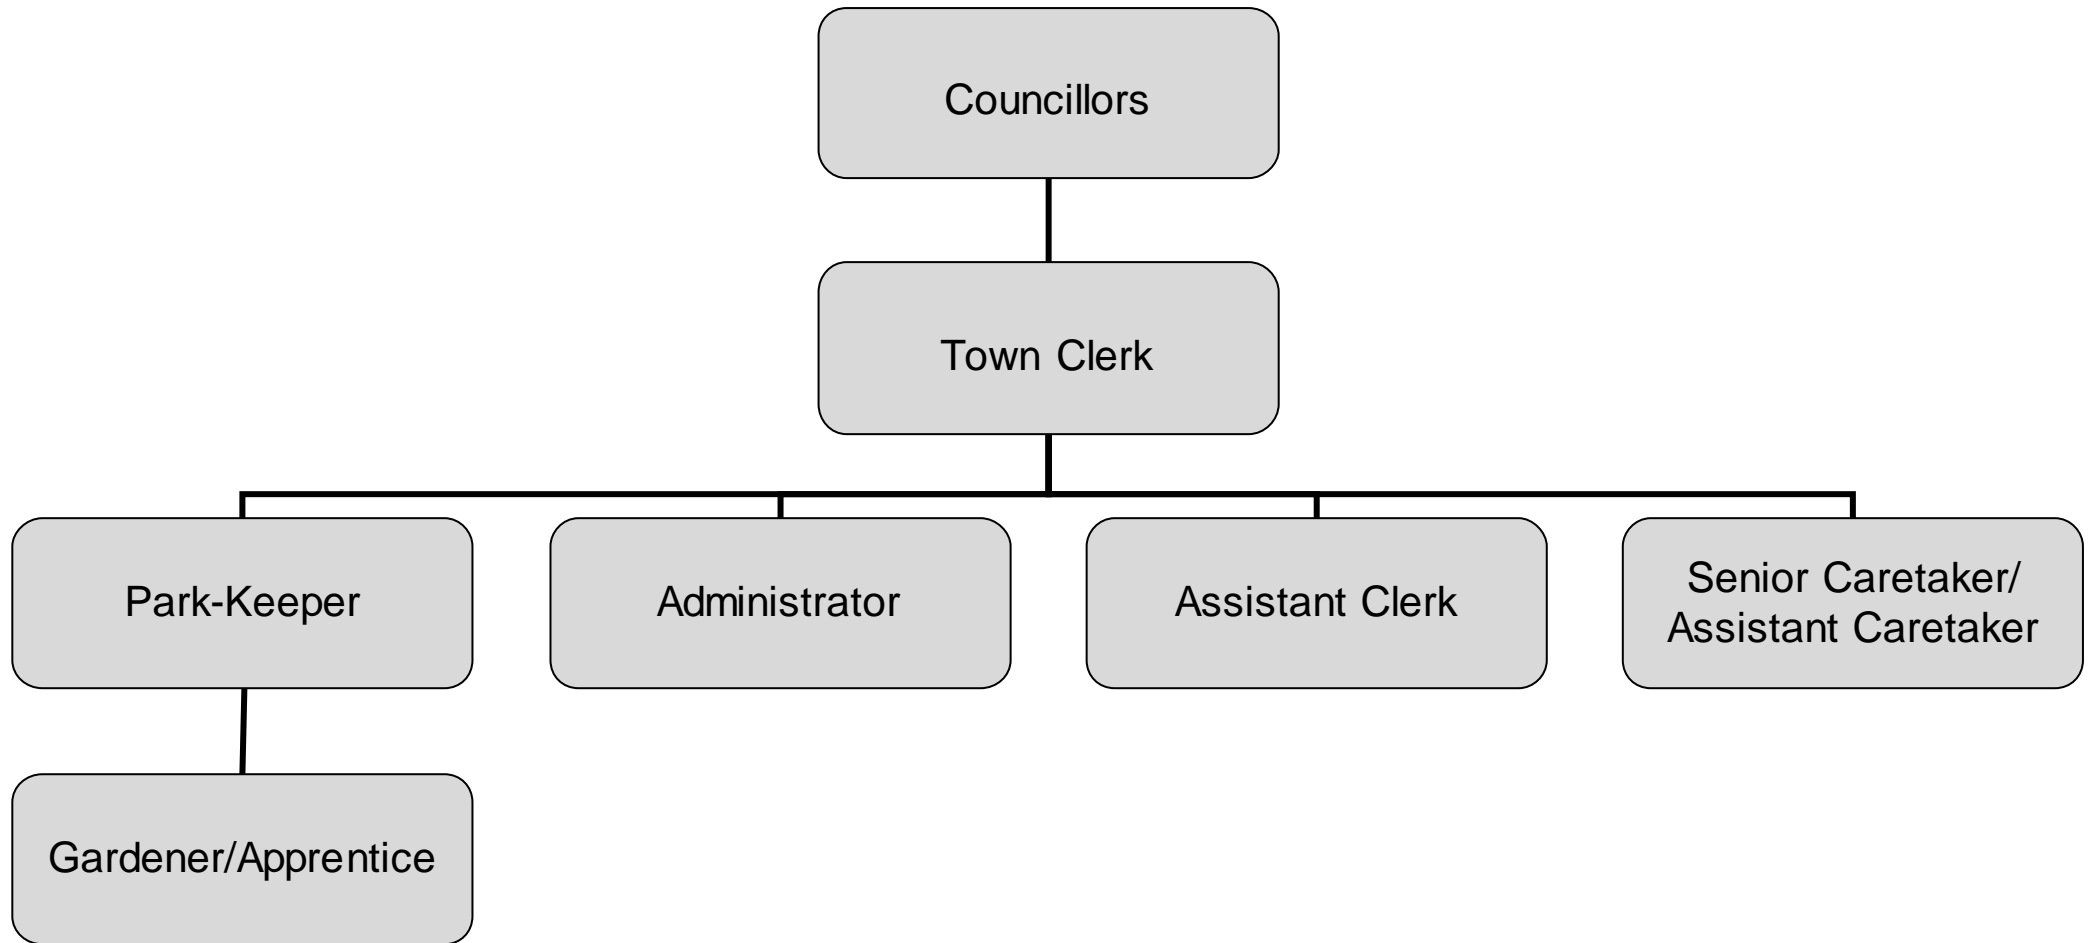 Councillors
Town Clerk
Park-Keeper
Administrator
Assistant Clerk
Senior Caretaker/
Assistant Caretaker
Gardener/Apprentice